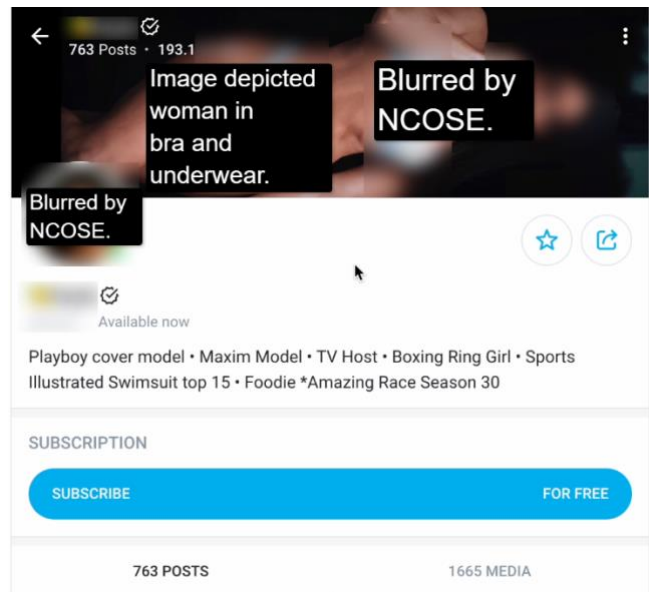 763 Posts · 193.1
Image depicted
woman in
bra and
underwear.
Blurred by
NCOSE.
Blurred by
NCOSE.
Available now
Playboy cover model • Maxim Model • TV Host • Boxing Ring Girl • Sports
Illustrated Swimsuit top 15 • Foodie *Amazing Race Season 30
SUBSCRIPTION
SUBSCRIBE FOR FREE
763 POSTS 1665 MEDIA